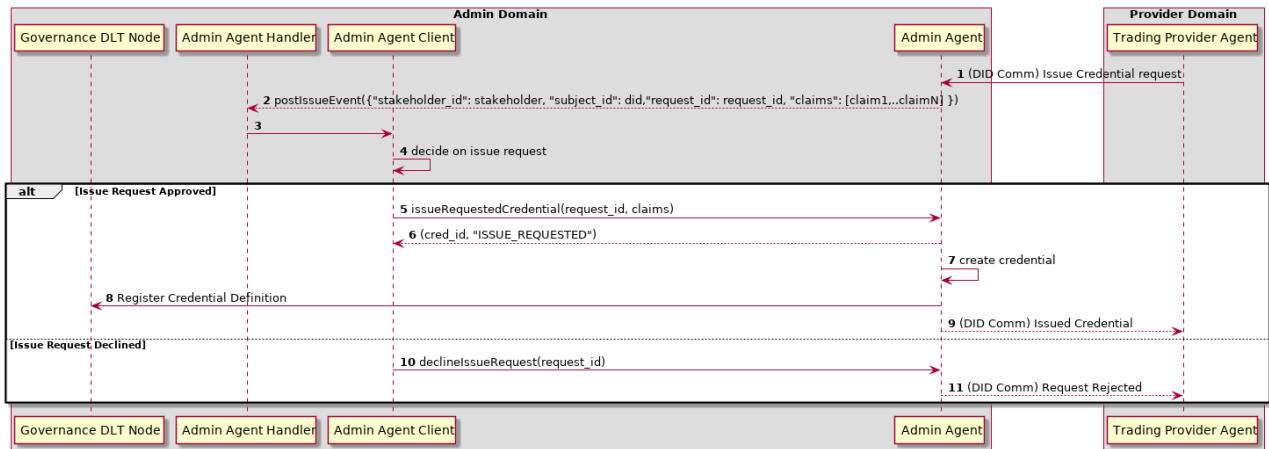 Admin Domain
Provider Domain
Governance DLT Node
Admin Agent Handler
Admin Agent Client
Admin Agent
Trading Provider Agent
1 (DID Comm) Issue Credential request
2 postIssueEvent({"stakeholder_id": stakeholder, "subject_id": did,"request_id": request_id, "claims": [claim1,..claimN] })
3
4 decide on issue request
alt [Issue Request Approved]
5 issueRequestedCredential(request_id, claims)
6 (cred_id, "ISSUE_REQUESTED")
7 create credential
8 Register Credential Definition
9 (DID Comm) Issued Credential
[Issue Request Declined]
10 declineIssueRequest(request_id)
11 (DID Comm) Request Rejected
Governance DLT Node
Admin Agent Handler
Admin Agent Client
Admin Agent
Trading Provider Agent